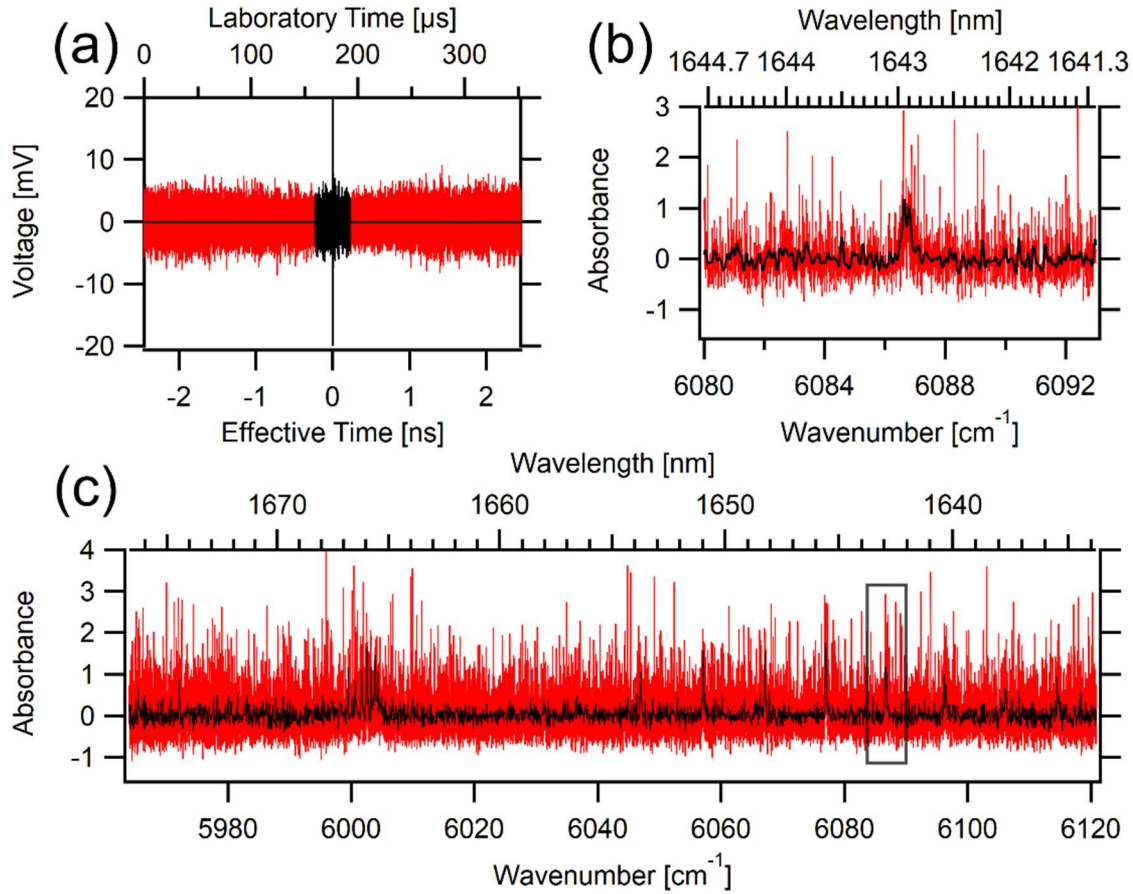 (a)
Laboratory Time [µs]
0 100 200 300
Voltage [mV]
20
10
0
-10
-20
-2 -1 0 1 2
Effective Time [ns]
(b)
Wavelength [nm]
1644.7 1644 1643 1642 1641.3
Absorbance
3
2
1
0
-1
6080 6084 6088 6092
Wavenumber [cm⁻¹]
(c)
Wavelength [nm]
1670 1660 1650 1640
Absorbance
4
3
2
1
0
-1
5980 6000 6020 6040 6060 6080 6100 6120
Wavenumber [cm⁻¹]